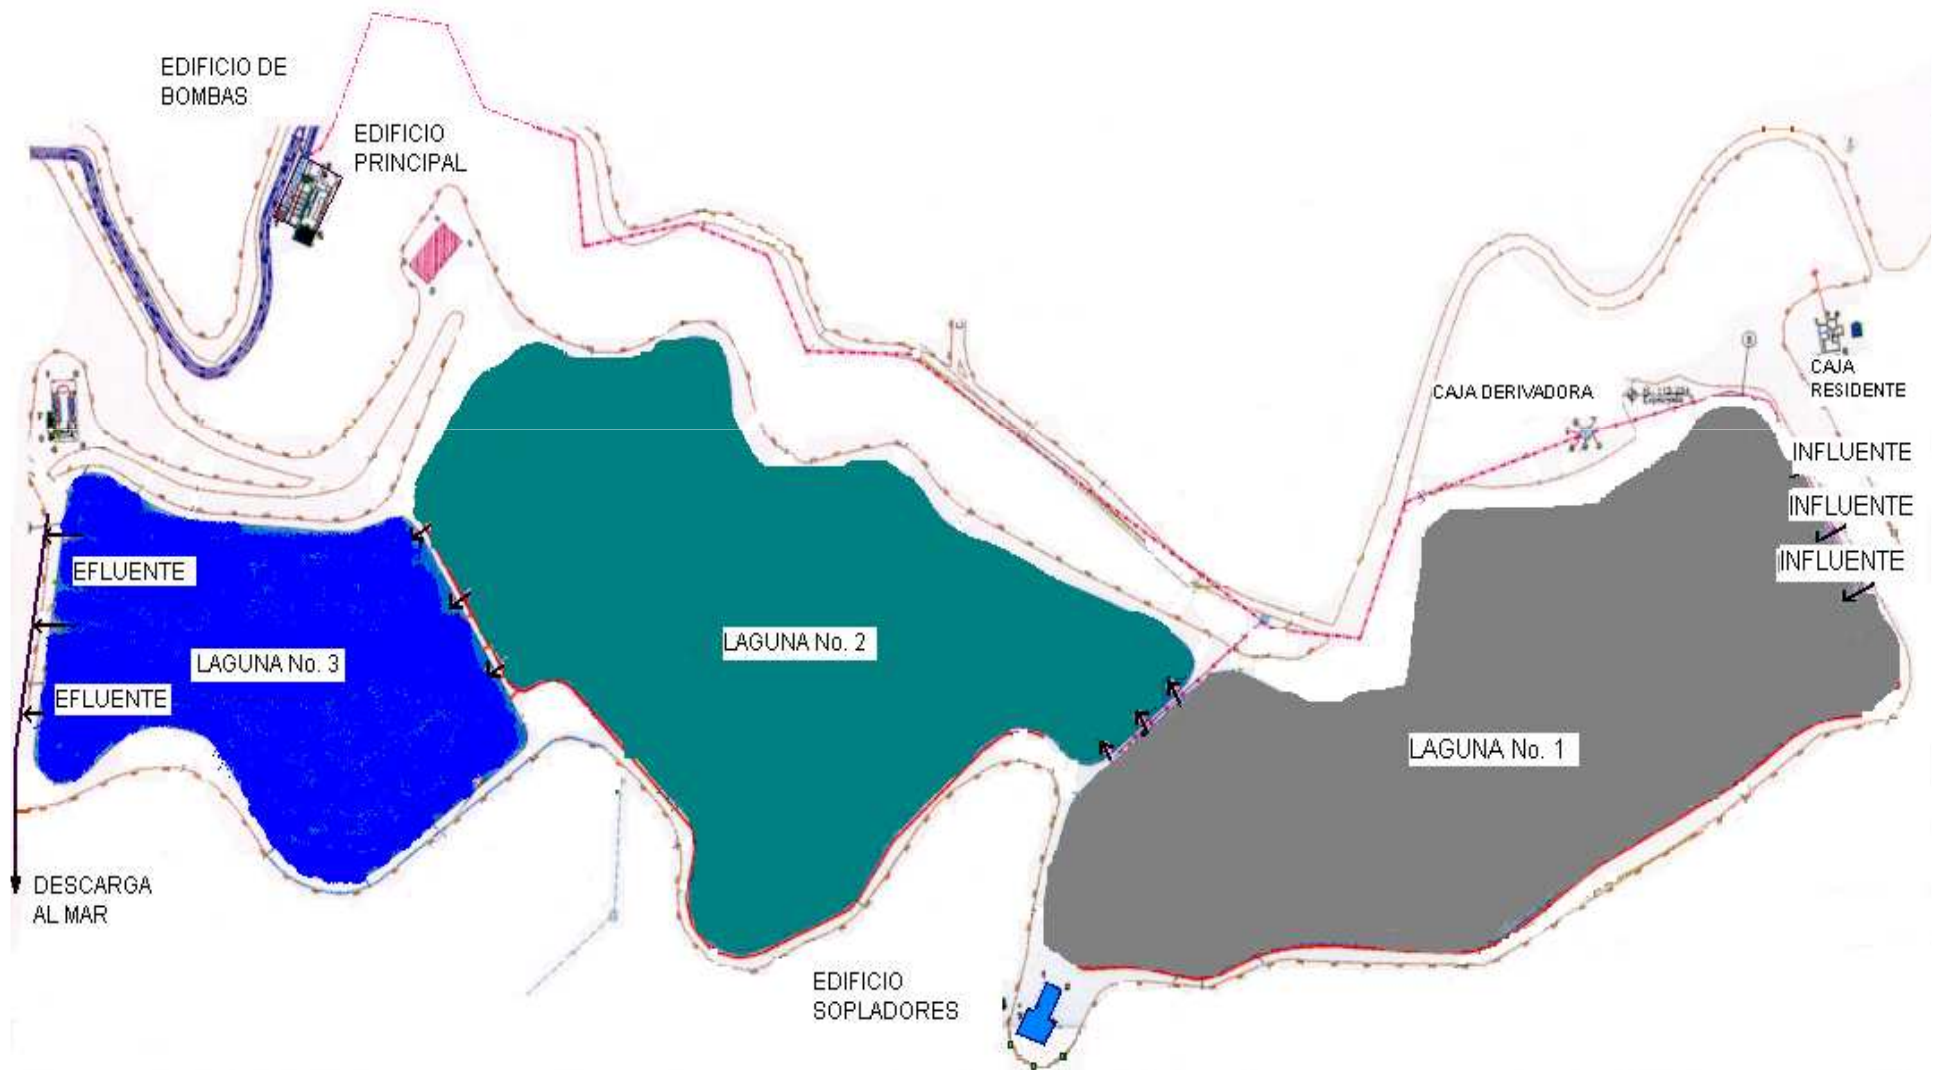 EDIFICIO DE
BOMBAS
EDIFICIO
PRINCIPAL
CAJA
RESIDENTE
CAJA DERIVADORA
INFLUENTE
INFLUENTE
INFLUENTE
EFLUENTE
LAGUNA No. 3
EFLUENTE
LAGUNA No. 2
LAGUNA No. 1
DESCARGA
AL MAR
EDIFICIO
SOPLADORES